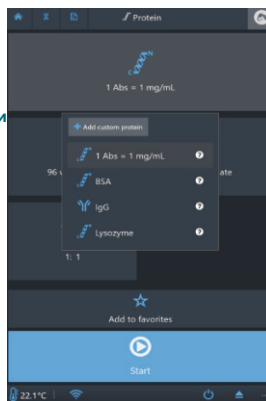 Protein
C N
1 Abs = 1 mg/mL
и
Add custom protein
1 Abs = 1 mg/mL
BSA
IgG
Lysozyme
96
ate
1: 1
Add to favorites
Start
22.1°C